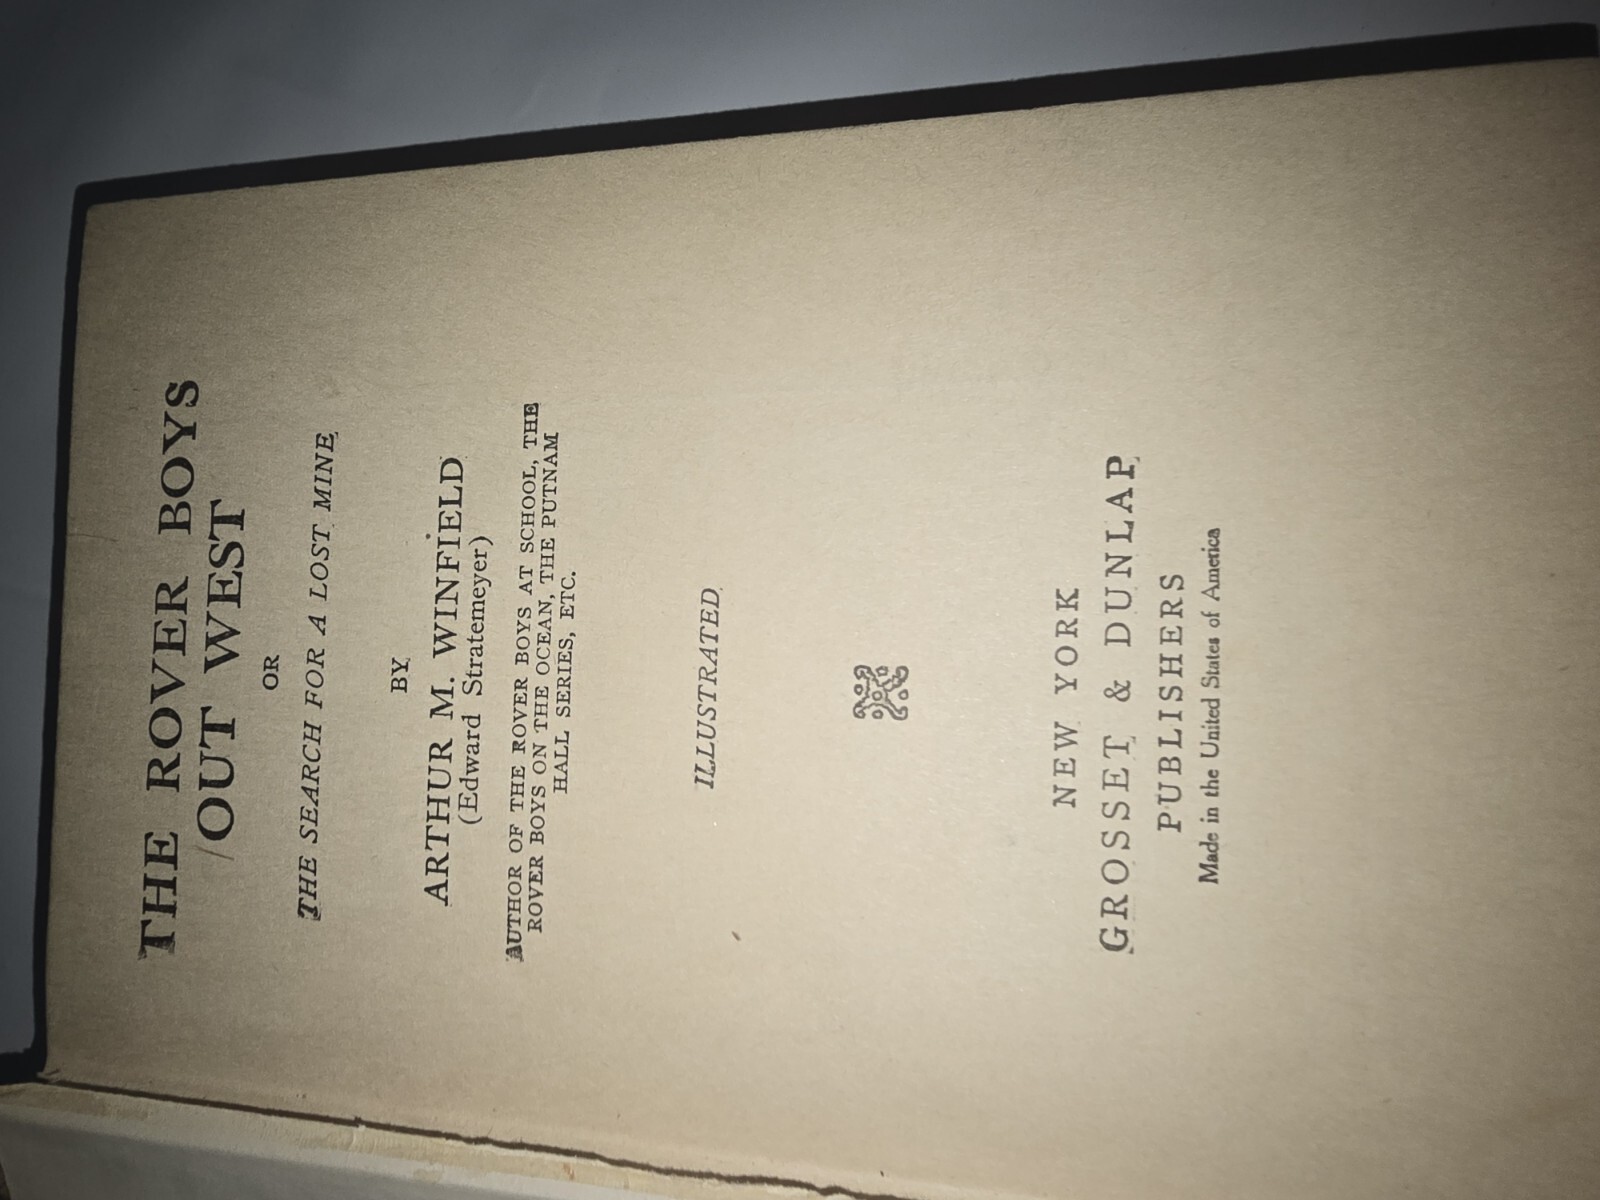 THE ROVER BOYS
OUT WEST
OR
THE SEARCH FOR A LOST MINE
BY
ARTHUR M. WINFIELD
(Edward Stratemeyer)
AUTHOR OF THE ROVER BOYS AT SCHOOL, THE
ROVER BOYS ON THE OCEAN, THE PUTNAM
HALL SERIES, ETC.
ILLUSTRATED
NEW YORK
GROSSET & DUNLAP
PUBLISHERS
Made in the United States of America